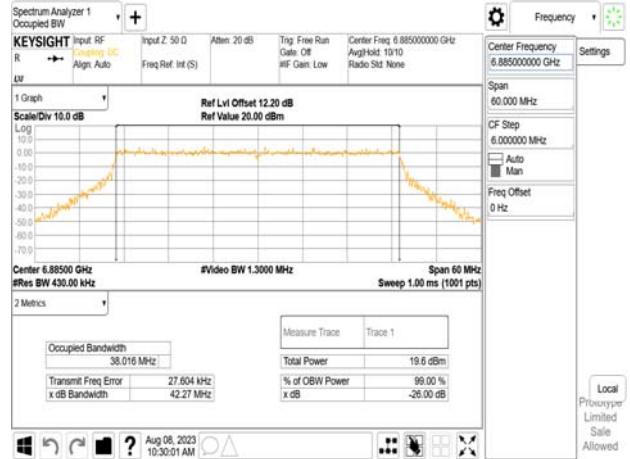 Spectrum Analyzer 1
Occupied BW
Frequency
KEYSIGHT
Input: RF
Coupling: DC
Align: Auto
R
Input Z: 50 Ω
Freq Ref: Int (S)
Atten: 20 dB
Trig: Free Run
Gate: Off
#IF Gain: Low
Center Freq: 6.885000000 GHz
Avg|Hold: 10/10
Radio Std: None
Center Frequency
6.885000000 GHz
Settings
Span
60.000 MHz
CF Step
6.000000 MHz
Auto
Man
Freq Offset
0 Hz
1 Graph
Scale/Div 10.0 dB
Ref Lvl Offset 12.20 dB
Ref Value 20.00 dBm
Log
10.0
0.00
-10.0
-20.0
-30.0
-40.0
-50.0
-60.0
-70.0
Center 6.88500 GHz
#Res BW 430.00 kHz
#Video BW 1.3000 MHz
Span 60 MHz
Sweep 1.00 ms (1001 pts)
2 Metrics
Measure Trace Trace 1
Occupied Bandwidth
38.016 MHz
Total Power 19.6 dBm
Transmit Freq Error 27.604 kHz
% of OBW Power 99.00 %
x dB Bandwidth 42.27 MHz
x dB -26.00 dB
Local
Prototype
Limited
Sale
Allowed
?
Aug 08, 2023
10:30:01 AM